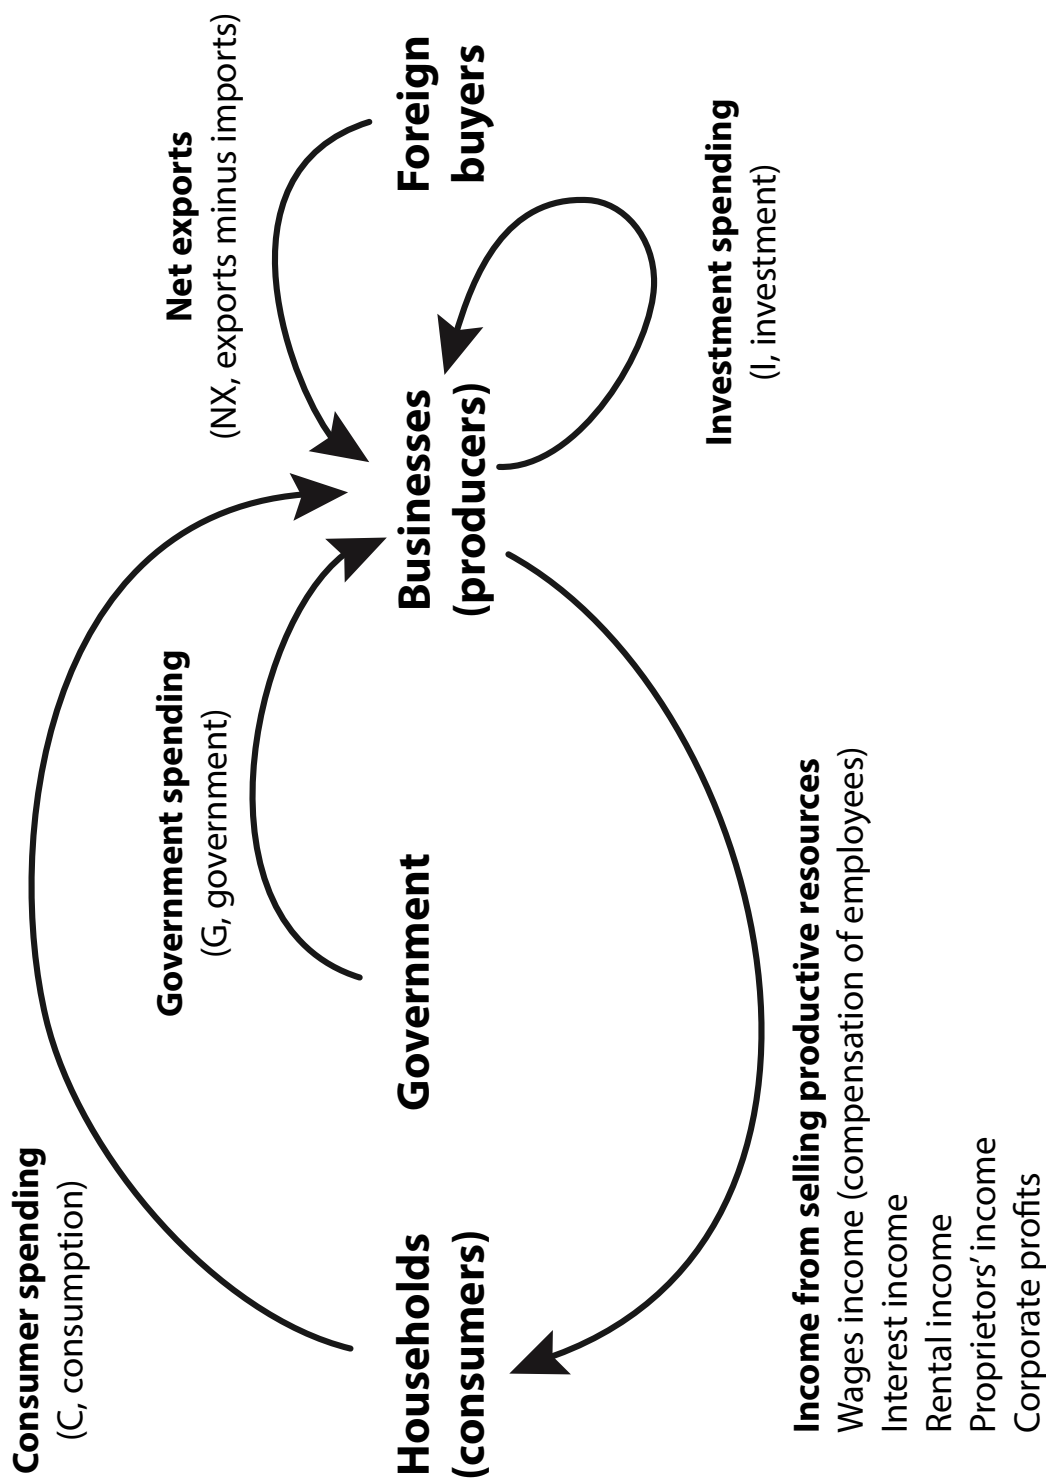 Consumer spending
(C, consumption)
Government spending
(G, government)
Net exports
(NX, exports minus imports)
Households
(consumers)
Government
Businesses
(producers)
Foreign
buyers
Investment spending
(I, investment)
Income from selling productive resources
Wages income (compensation of employees)
Interest income
Rental income
Proprietors’ income
Corporate profits